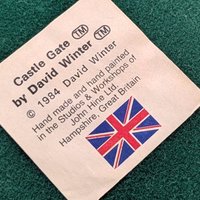 Castle Gate ™
by David Winter ™
© 1984 David Winter
Hand made and hand painted
in the Studios & Workshops of
John Hine Ltd
Hampshire, Great Britain